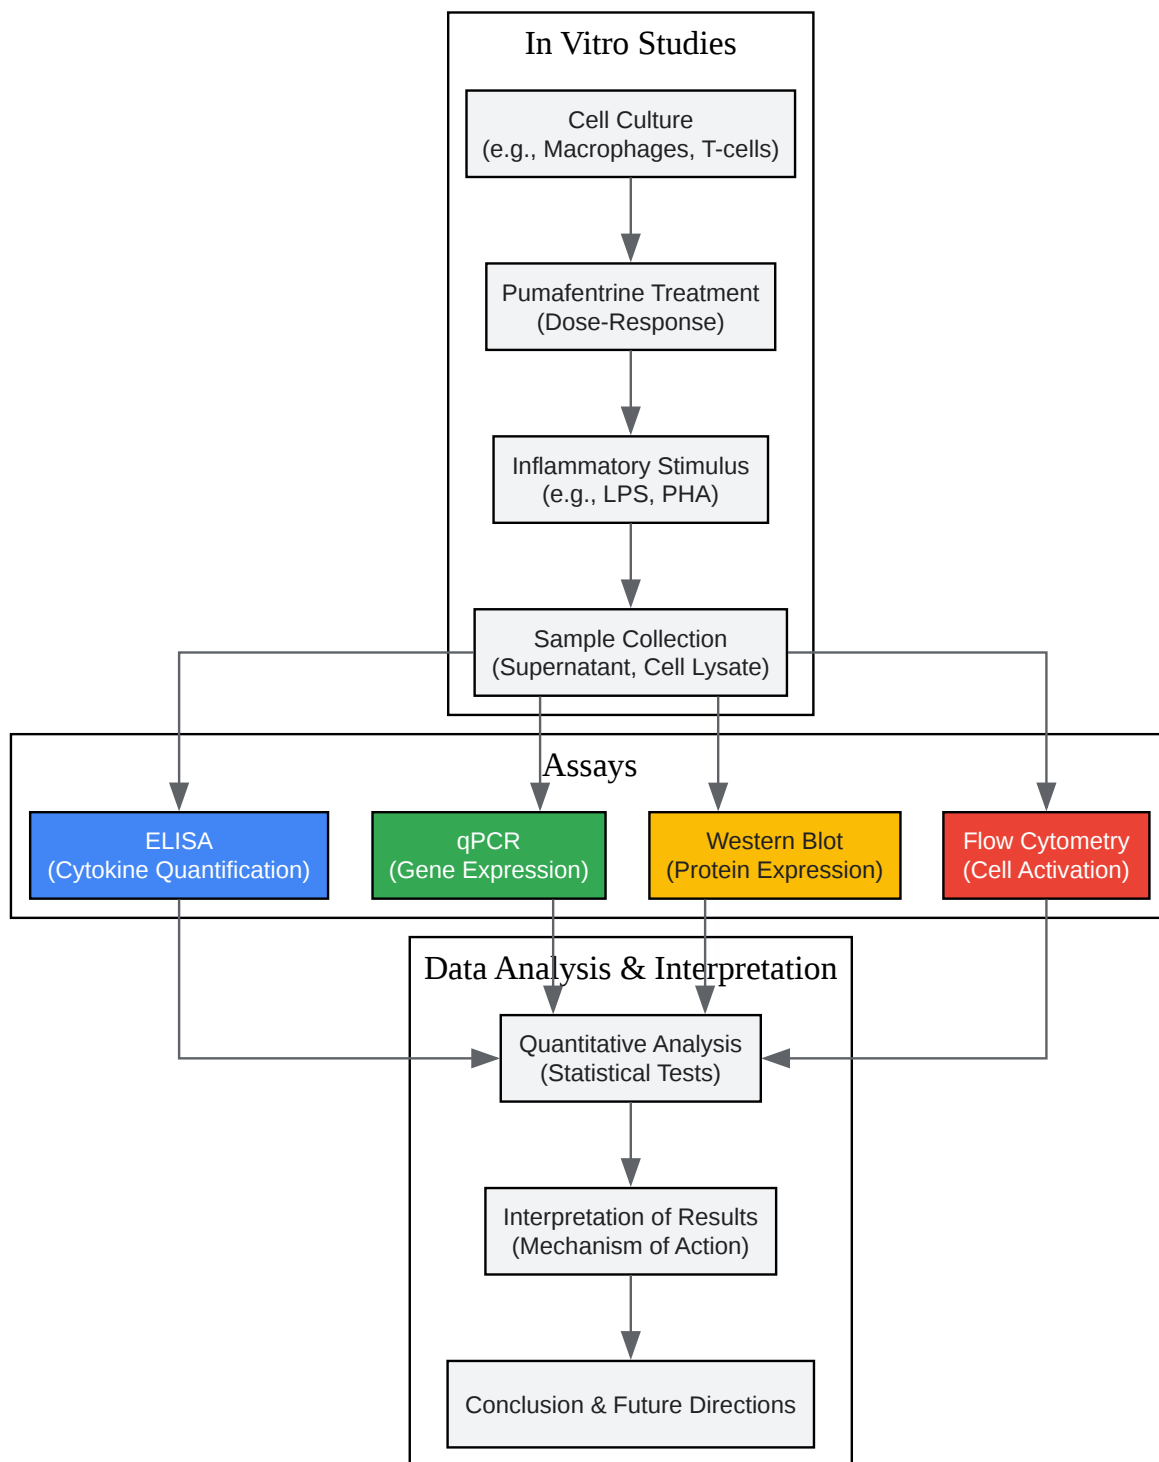 In Vitro Studies
Cell Culture
(e.g., Macrophages, T-cells)
Pumafentrine Treatment
(Dose-Response)
Inflammatory Stimulus
(e.g., LPS, PHA)
Sample Collection
(Supernatant, Cell Lysate)
Assays
ELISA
(Cytokine Quantification)
qPCR
(Gene Expression)
Western Blot
(Protein Expression)
Flow Cytometry
(Cell Activation)
Data Analysis & Interpretation
Quantitative Analysis
(Statistical Tests)
Interpretation of Results
(Mechanism of Action)
Conclusion & Future Directions